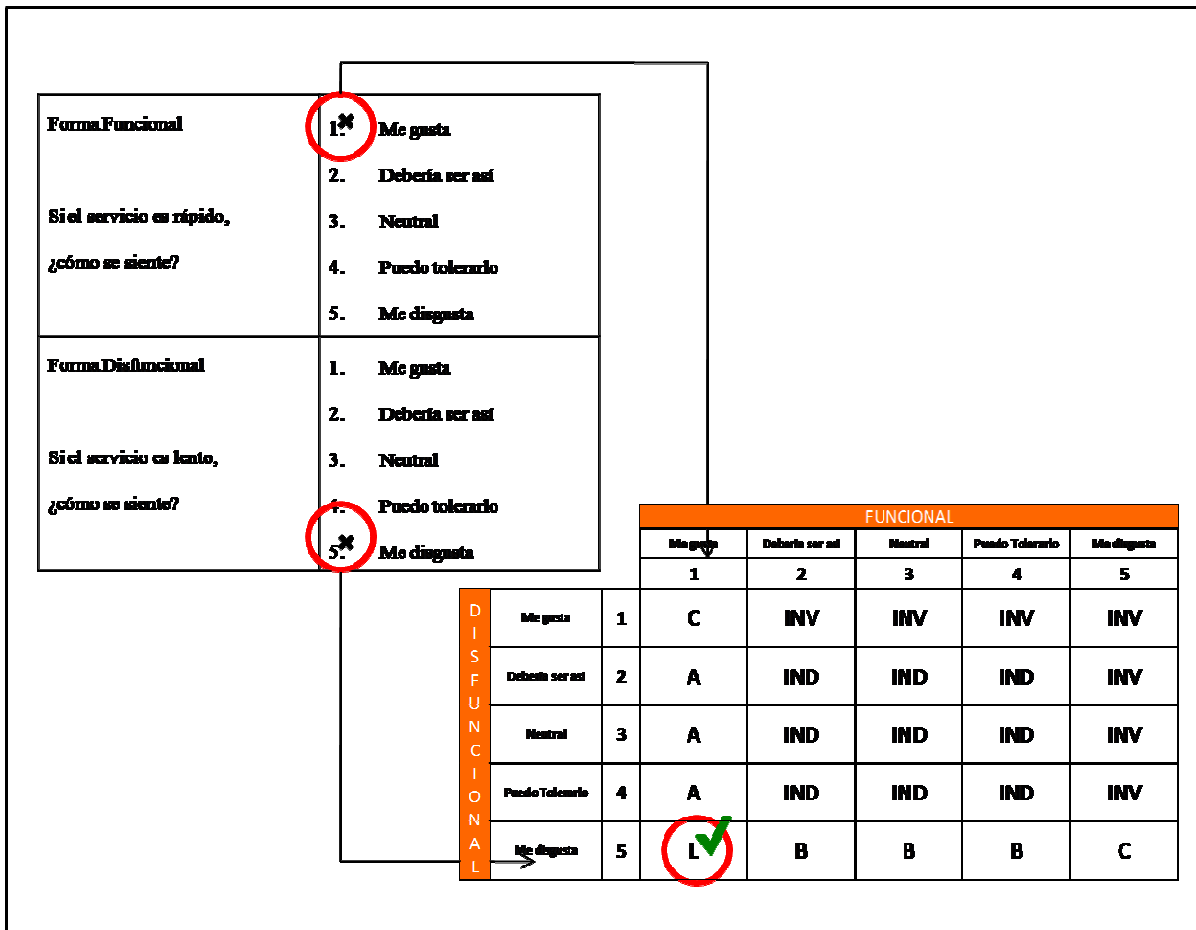 Forma Funcional
Si el servicio es rápido,
¿cómo se siente?
1. Me gusta
2. Debería ser así
3. Neutral
4. Puedo tolerarlo
5. Me disgusta
Forma Disfuncional
Si el servicio es lento,
¿cómo se siente?
1. Me gusta
2. Debería ser así
3. Neutral
4. Puedo tolerarlo
5. Me disgusta
FUNCIONAL
Me gusta Debería ser así Neutral Puedo Tolerarlo Me disgusta
1 2 3 4 5
DISFUNCIONAL
Me gusta 1 C INV INV INV INV
Debería ser así 2 A IND IND IND INV
Neutral 3 A IND IND IND INV
Puedo Tolerarlo 4 A IND IND IND INV
Me disgusta 5 L B B B C